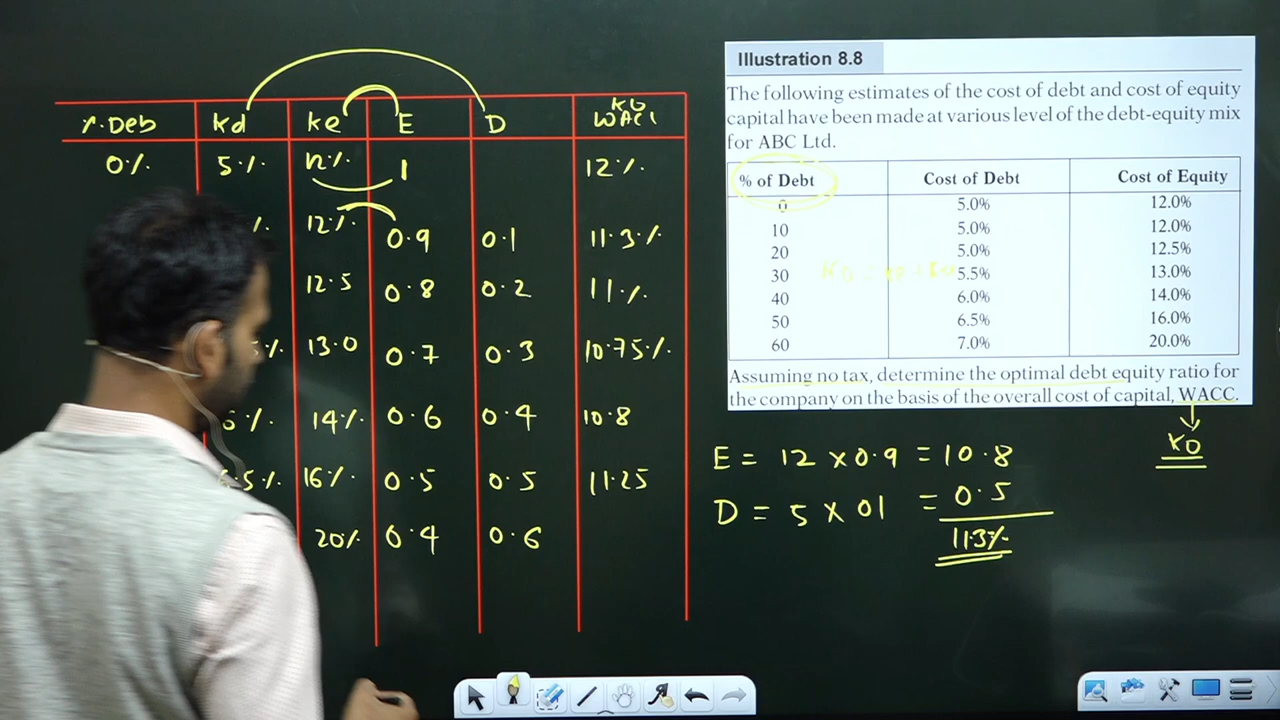 %.Deb Kd Ke E D Ko WACC
0% 5% 12% 1 12%
% 12% 0.9 0.1 11.3%
12.5 0.8 0.2 11%
% 13.0 0.7 0.3 10.75%
6% 14% 0.6 0.4 10.8
.5% 16% 0.5 0.5 11.25
20% 0.4 0.6
Illustration 8.8
The following estimates of the cost of debt and cost of equity
capital have been made at various level of the debt-equity mix
for ABC Ltd.
% of Debt Cost of Debt Cost of Equity
0 5.0% 12.0%
10 5.0% 12.0%
20 5.0% 12.5%
30 5.5% 13.0%
40 6.0% 14.0%
50 6.5% 16.0%
60 7.0% 20.0%
Assuming no tax, determine the optimal debt equity ratio for
the company on the basis of the overall cost of capital, WACC.
KO
E = 12 × 0.9 = 10.8
D = 5 × 01 = 0.5
11.3%